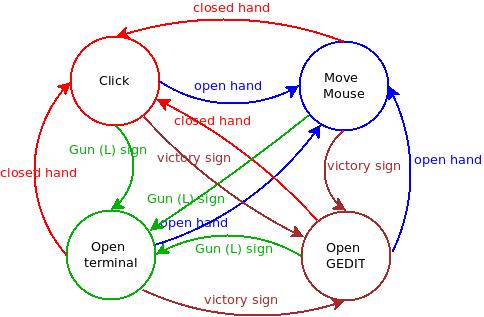 closed hand
Click
open hand
Move
Mouse
closed hand
Gun (L) sign
victory sign
open hand
victory sign
closed hand
Gun (L) sign
open hand
Open
terminal
Gun (L) sign
Open
GEDIT
victory sign